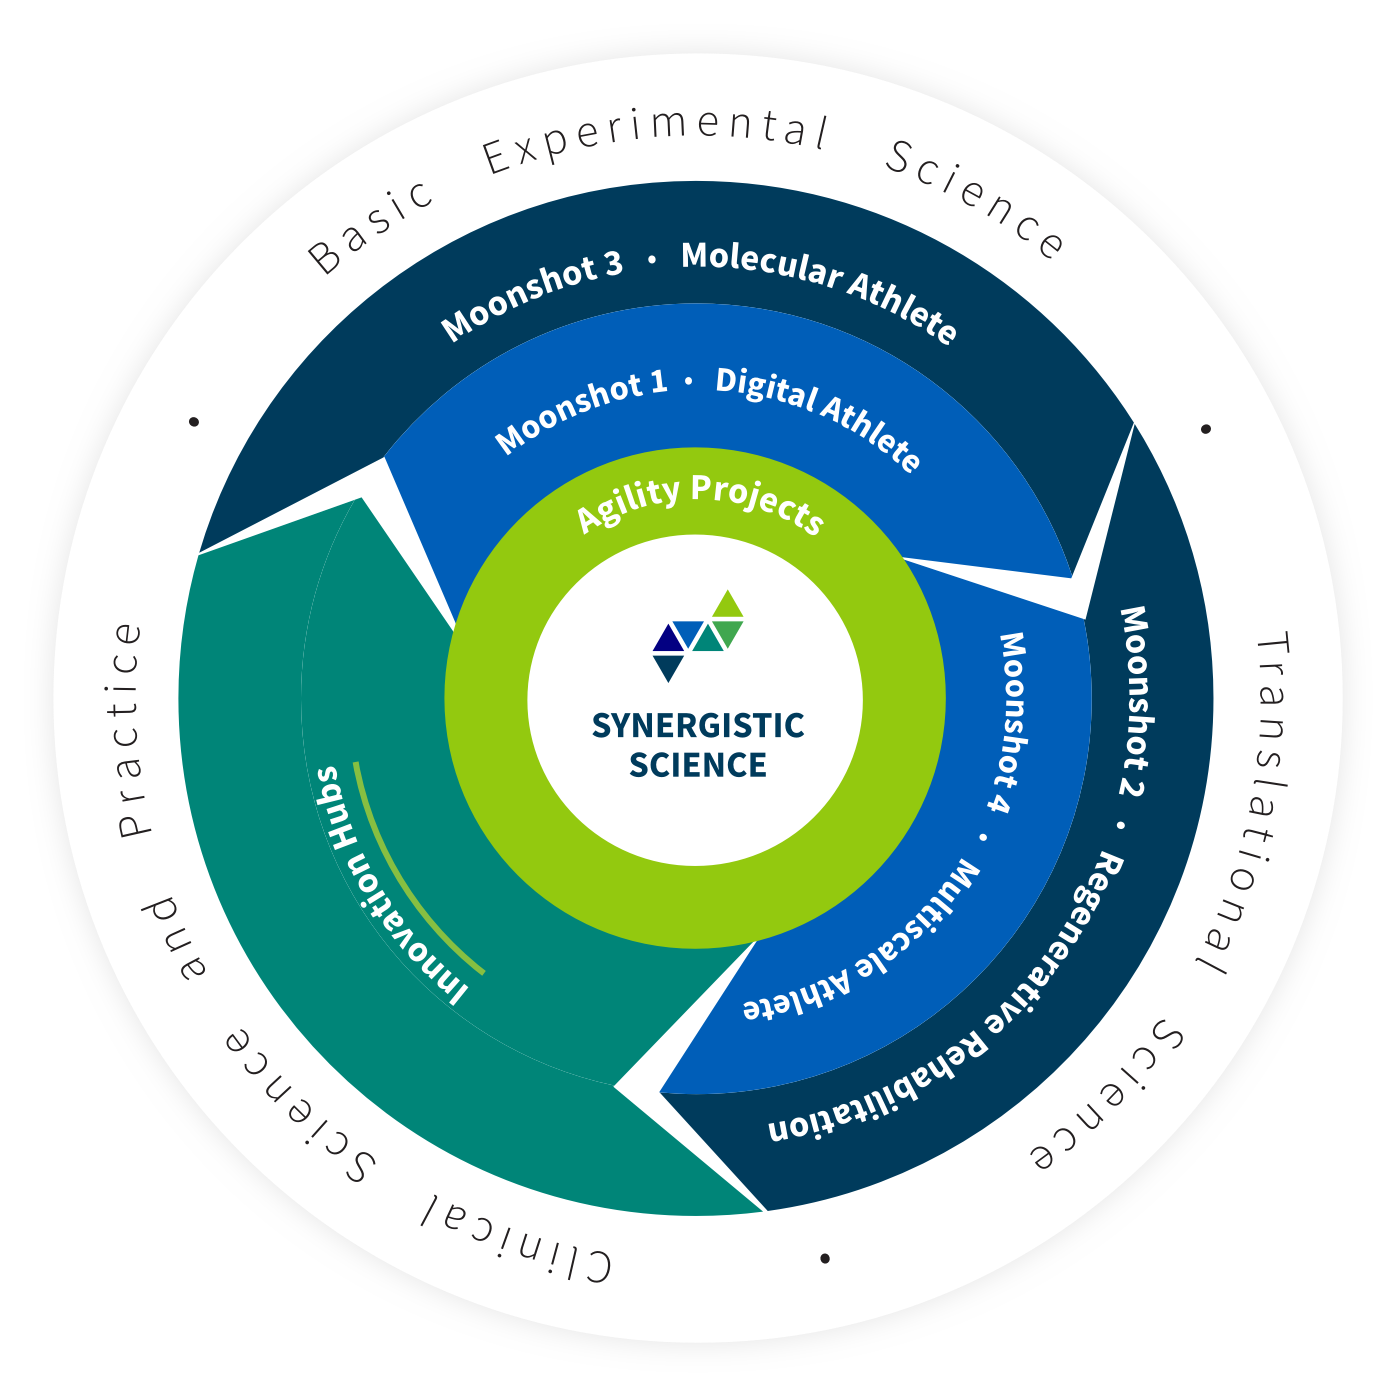 Basic Experimental Science
Translational Science
Clinical Science and Practice
Moonshot 3 • Molecular Athlete
Moonshot 1 • Digital Athlete
Moonshot 2 • Regenerative Rehabilitation
Moonshot 4 • Multiscale Athlete
Innovation Hubs
Agility Projects
SYNERGISTIC
SCIENCE